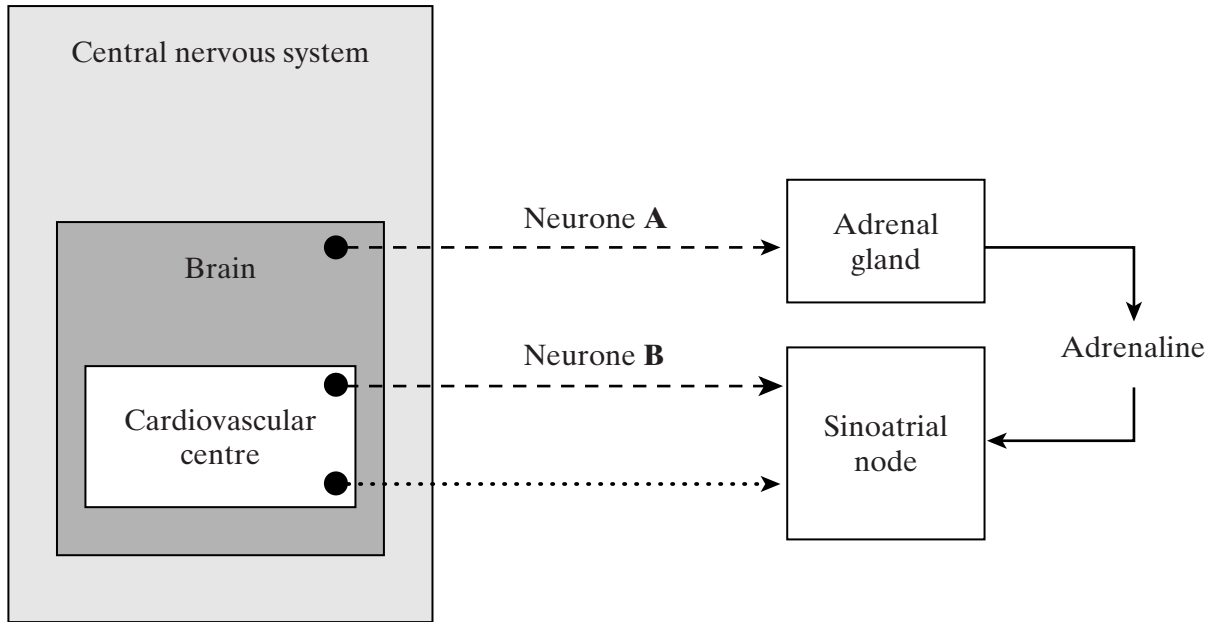 Central nervous system
Neurone A
Adrenal
gland
Brain
Adrenaline
Neurone B
Cardiovascular
centre
Sinoatrial
node